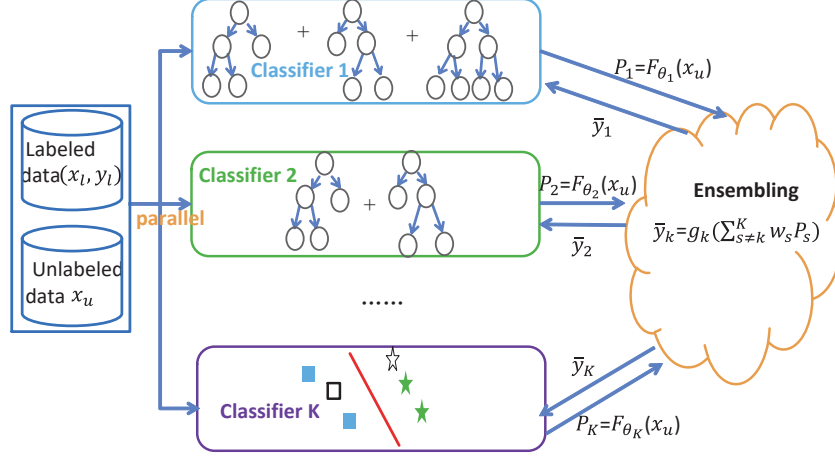 Labeled
data(x_l, y_l)
Unlabeled
data x_u
parallel
+ +
Classifier 1
P_1=F_{θ_1}(x_u)
ȳ_1
Classifier 2
+
P_2=F_{θ_2}(x_u)
ȳ_2
Ensembling
ȳ_k=g_k(∑_{s≠k}^{K} w_s P_s)
......
Classifier K
ȳ_K
P_K=F_{θ_K}(x_u)